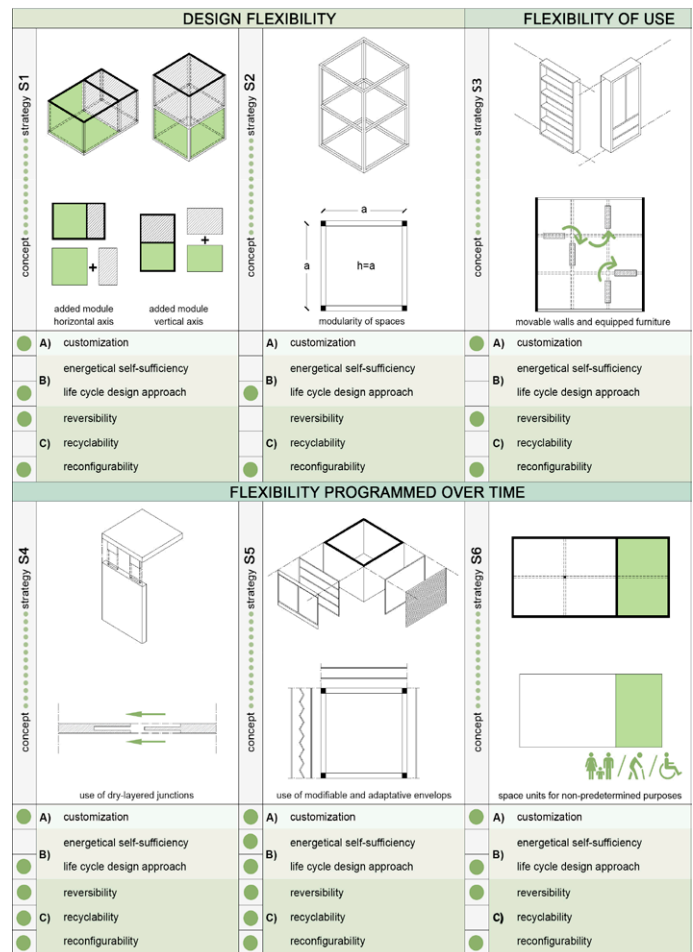 DESIGN FLEXIBILITY
FLEXIBILITY OF USE
concept strategy S1
added module
horizontal axis
added module
vertical axis
concept strategy S2
a
a
h=a
modularity of spaces
concept strategy S3
movable walls and equipped furniture
A) customization
energetical self-sufficiency
B)
life cycle design approach
reversibility
C) recyclability
reconfigurability
A) customization
energetical self-sufficiency
B)
life cycle design approach
reversibility
C) recyclability
reconfigurability
A) customization
energetical self-sufficiency
B)
life cycle design approach
reversibility
C) recyclability
reconfigurability
FLEXIBILITY PROGRAMMED OVER TIME
concept strategy S4
use of dry-layered junctions
concept strategy S5
use of modifiable and adaptative envelops
concept strategy S6
space units for non-predetermined purposes
A) customization
energetical self-sufficiency
B)
life cycle design approach
reversibility
C) recyclability
reconfigurability
A) customization
energetical self-sufficiency
B)
life cycle design approach
reversibility
C) recyclability
reconfigurability
A) customization
energetical self-sufficiency
B)
life cycle design approach
reversibility
C) recyclability
reconfigurability